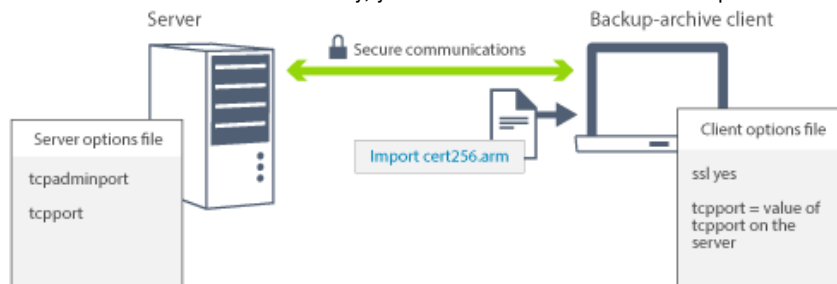 Server
Backup-archive client
Secure communications
Server options file
tcpadminport
tcpport
Import cert256.arm
Client options file
ssl yes
tcpport = value of
tcpport on the
server